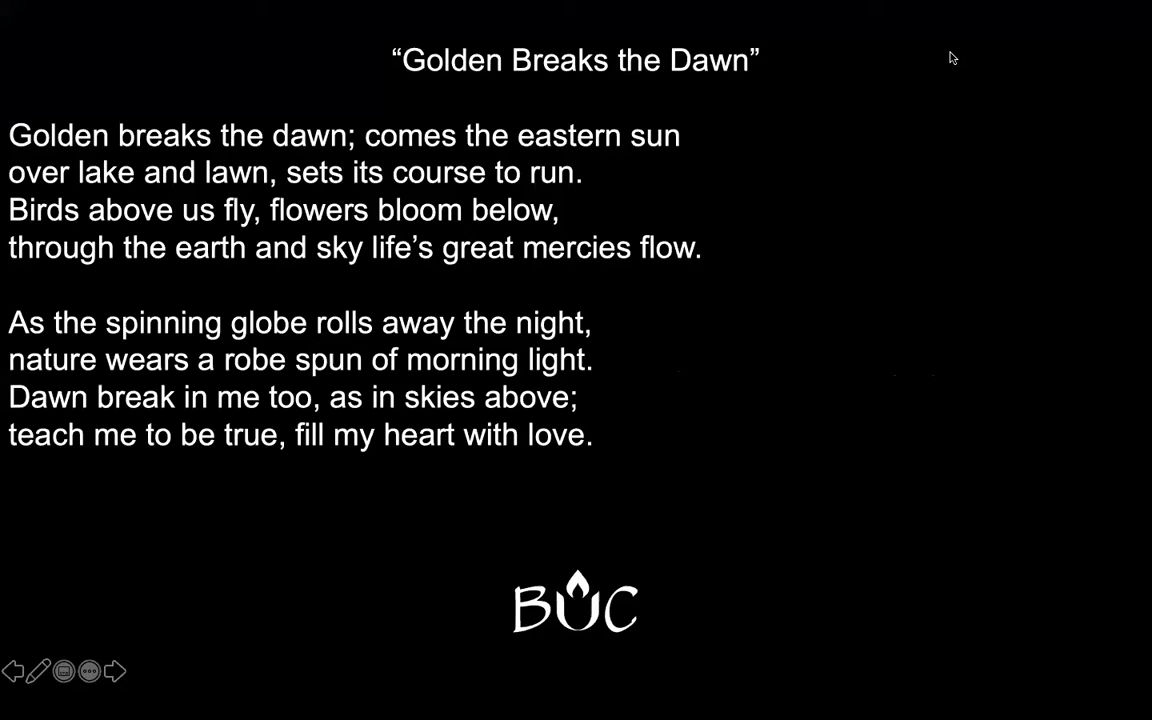 “Golden Breaks the Dawn”
Golden breaks the dawn; comes the eastern sun
over lake and lawn, sets its course to run.
Birds above us fly, flowers bloom below,
through the earth and sky life’s great mercies flow.
As the spinning globe rolls away the night,
nature wears a robe spun of morning light.
Dawn break in me too, as in skies above;
teach me to be true, fill my heart with love.
BUC